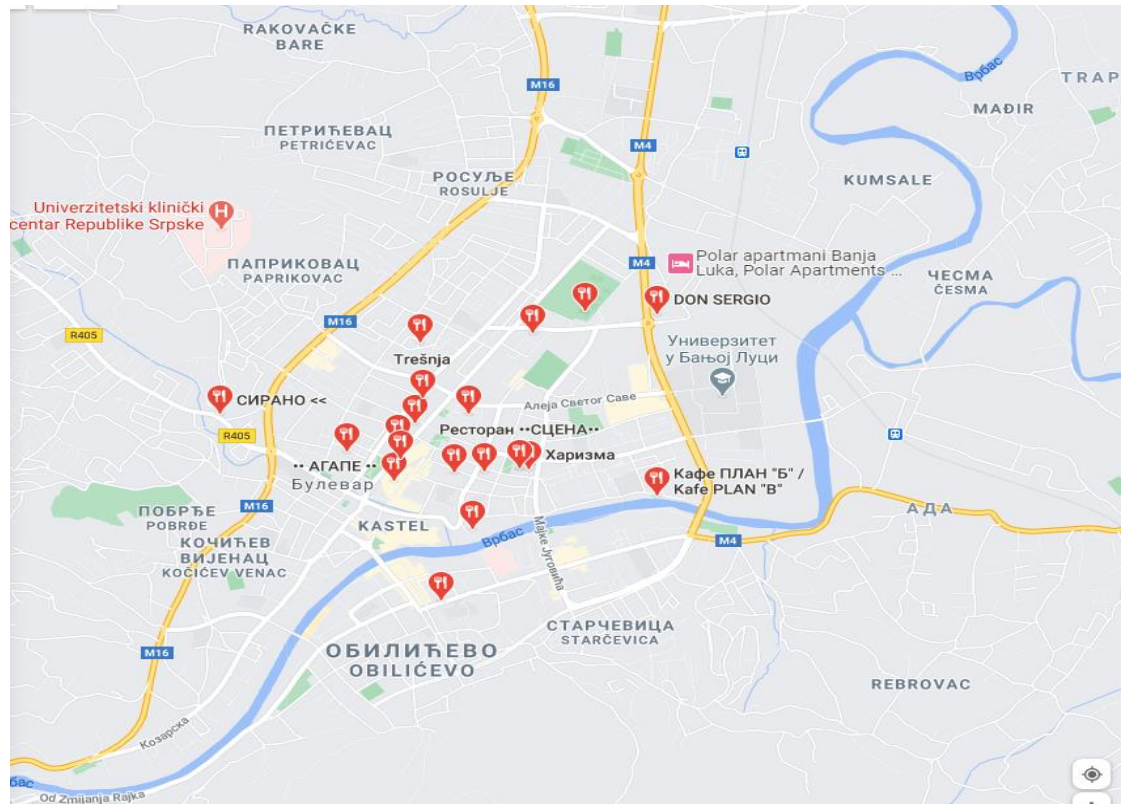 RAKOVAČKE
BARE
M16
Врбас
TRAP
MAĐIR
ПЕТРИЋЕВАЦ
PETRIĆEVAC
M4
РОСУЉЕ
ROSULJE
KUMSALE
Univerzitetski klinički
centar Republike Srpske
H
ПАПРИКОВАЦ
PAPRIKOVAC
M4
Polar apartmani Banja
Luka, Polar Apartments ...
ЧЕСМА
ČESMA
DON SERGIO
M16
R405
Trešnja
Универзитет
у Бањој Луци
СИРАНО <<
Алеја Светог Саве
R405
Ресторан ••СЦЕНА••
Харизма
•• АГАПЕ ••
Булевар
Кафе ПЛАН "Б" /
Kafe PLAN "B"
M16
ПОБРЂЕ
POBRĐE
KASTEL
АДА
Врбас
Мајке Југовића
M4
КОЧИЋЕВ
ВИЈЕНАЦ
KOČIĆEV VENAC
СТАРЧЕВИЦА
STARČEVICA
M16
ОБИЛИЋЕВО
OBILIĆEVO
REBROVAC
Козарска
бас
Od Zmijanja Rajka